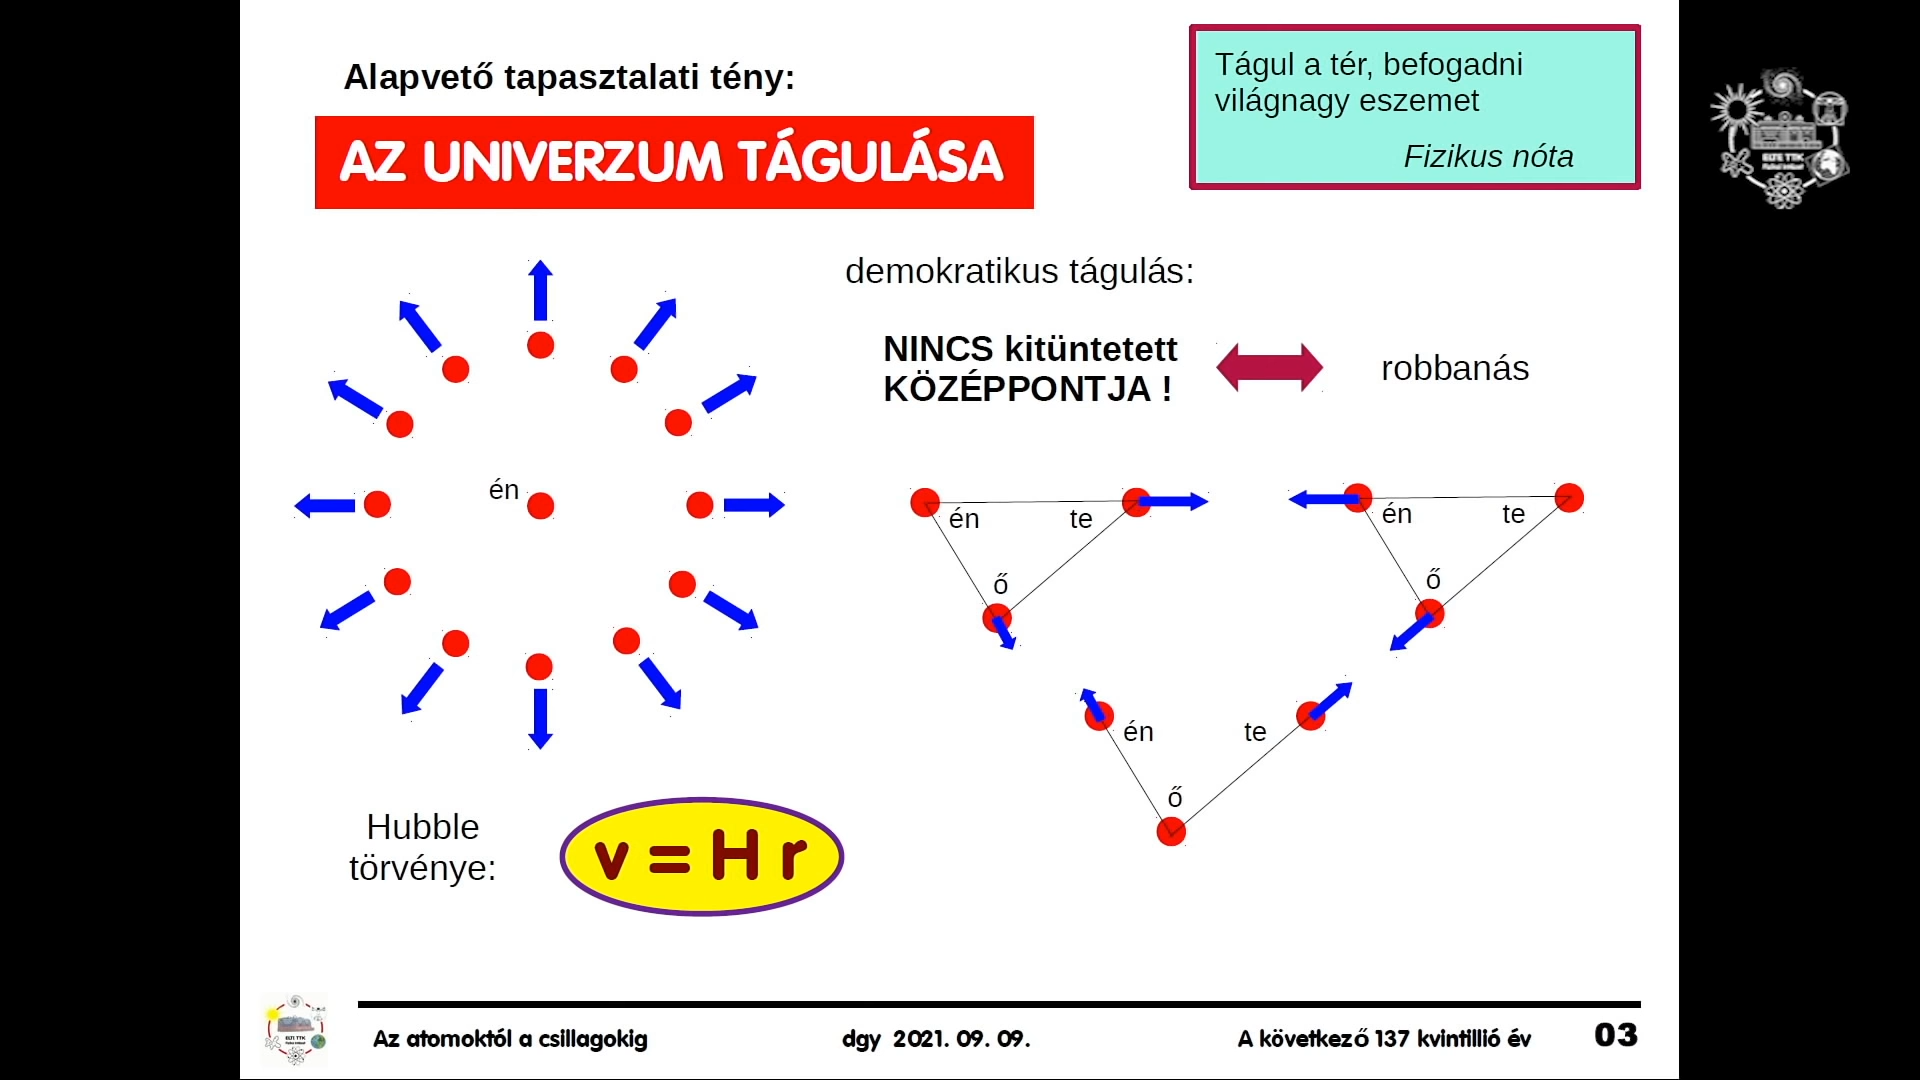 Alapvető tapasztalati tény:
AZ UNIVERZUM TÁGULÁSA
Tágul a tér, befogadni
világnagy eszemet
Fizikus nóta
demokratikus tágulás:
NINCS kitüntetett
KÖZÉPPONTJA !
robbanás
én
én
te
ő
én
te
ő
én
te
ő
Hubble
törvénye:
v = H r
Az atomoktól a csillagokig
dgy 2021. 09. 09.
A következő 137 kvintillió év
03
ELTE TTK